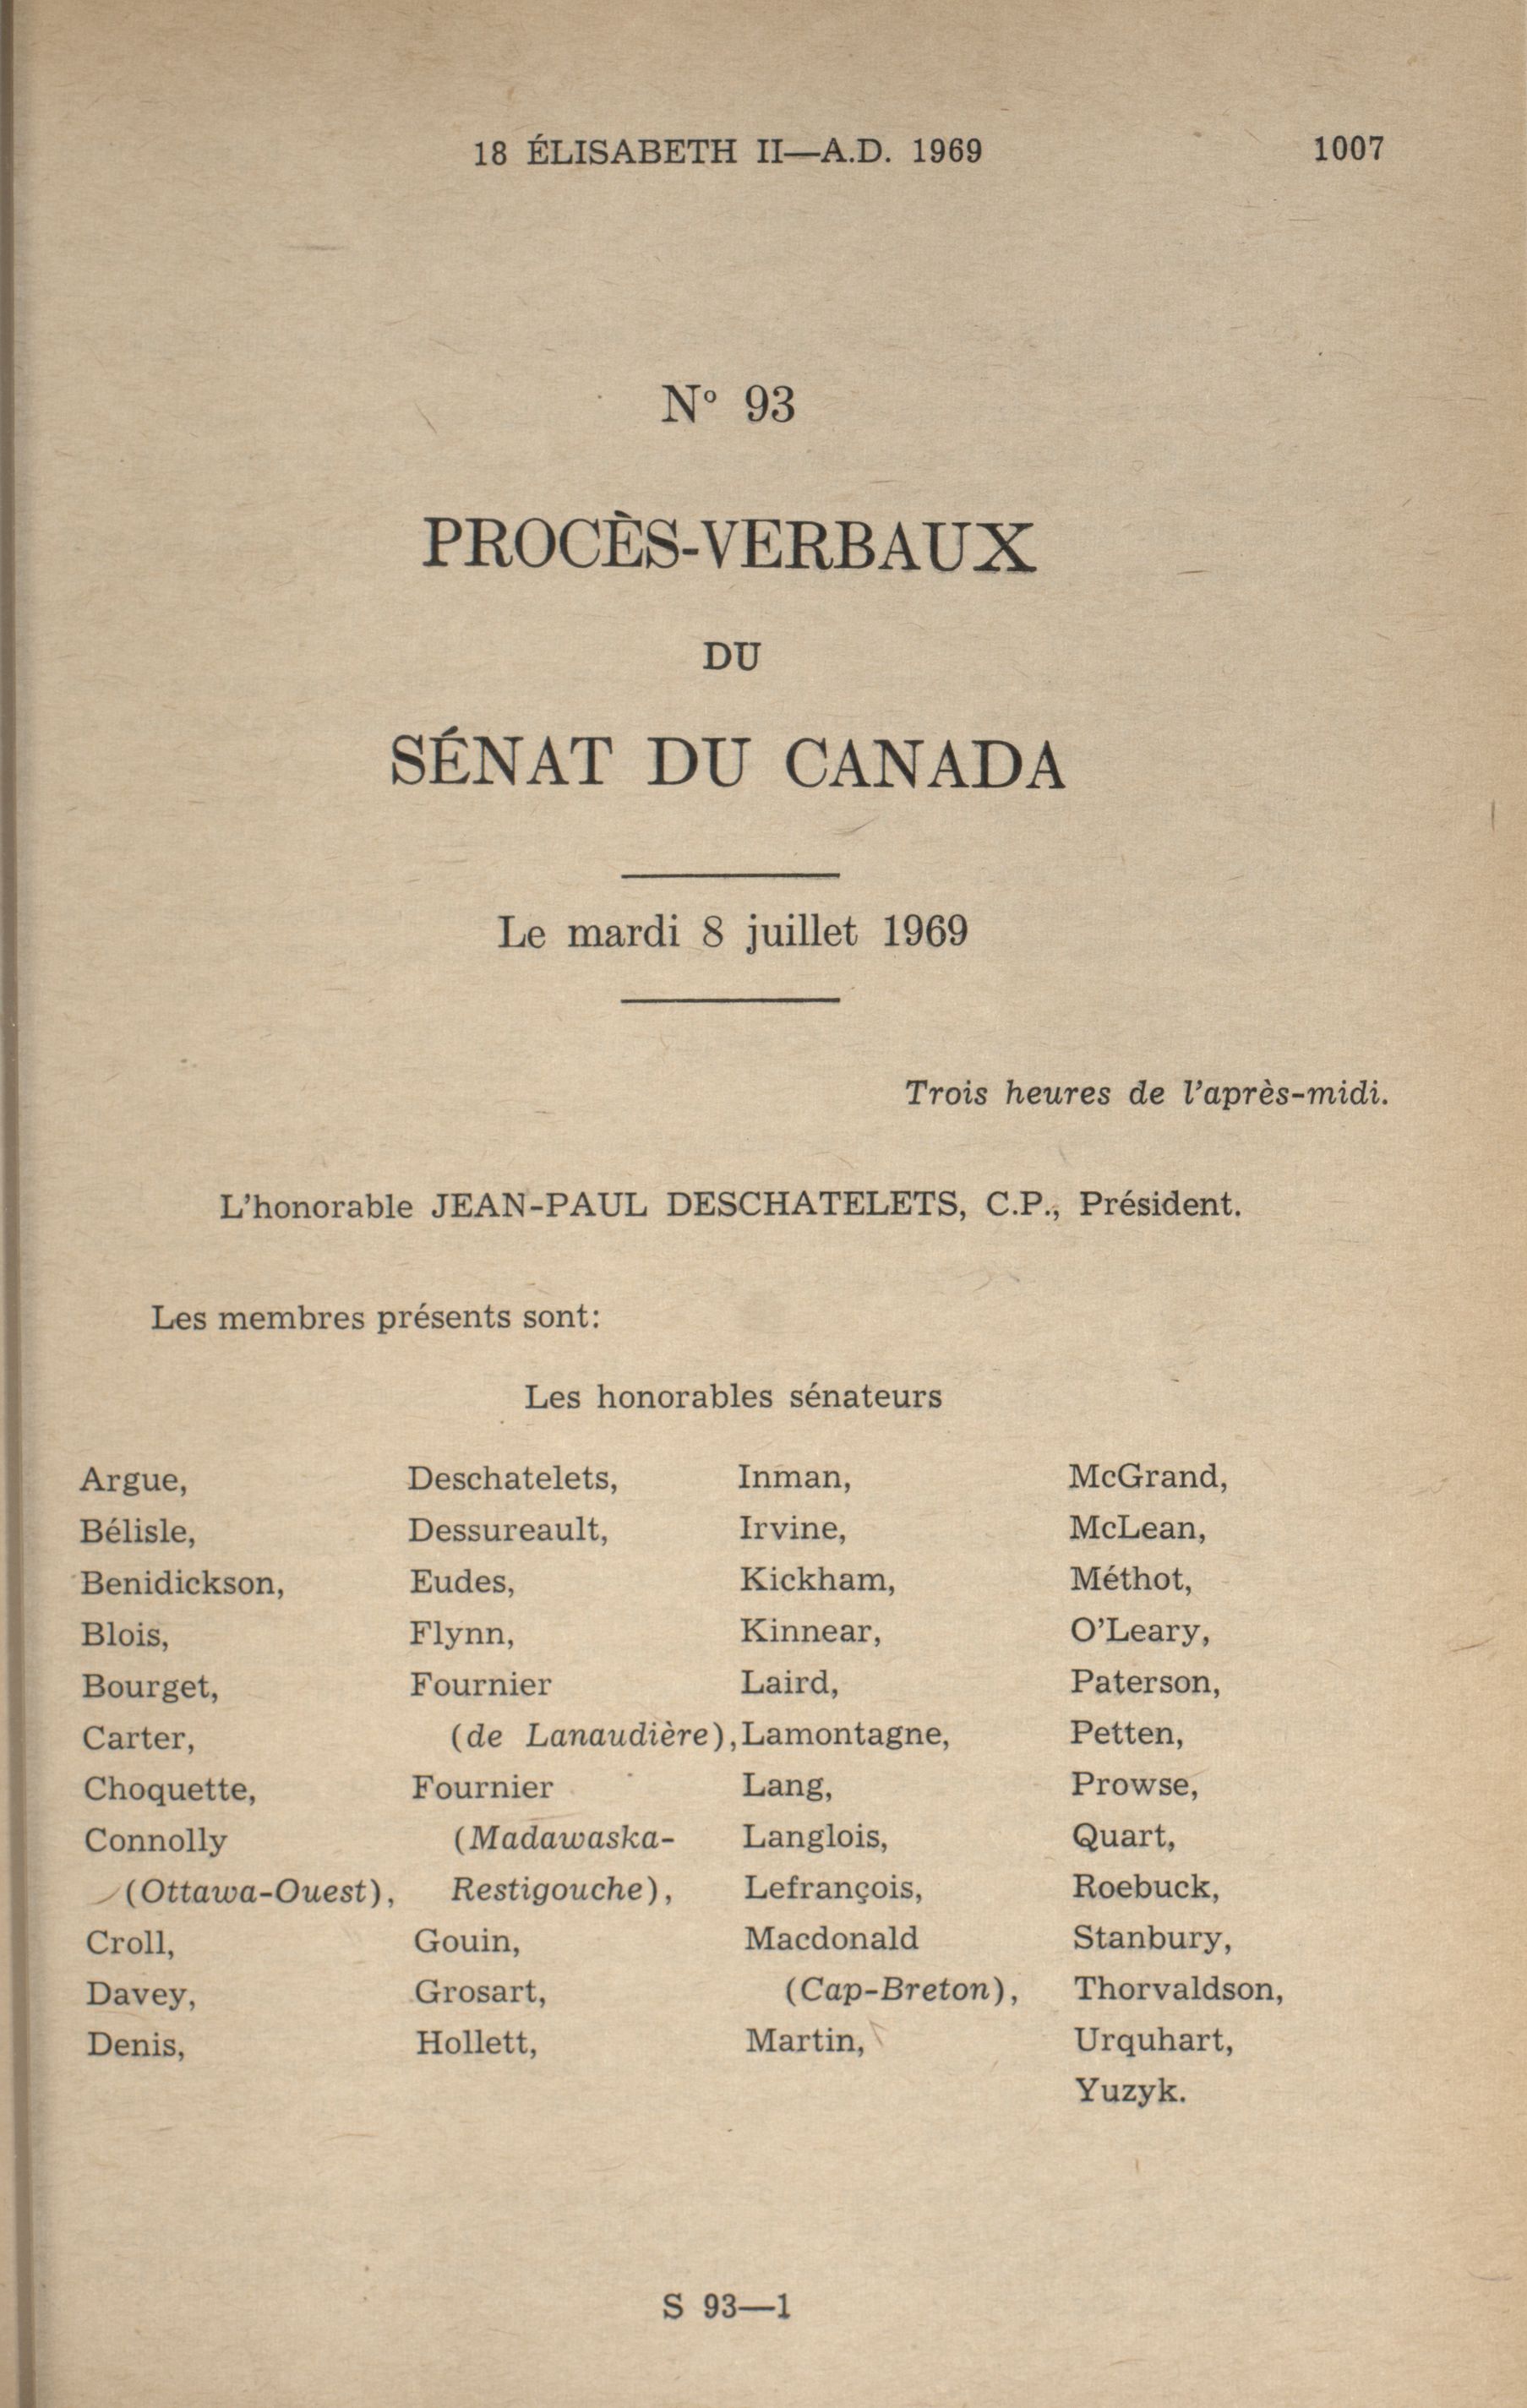 18 ÉLISABETH II—A.D. 1969
1007
N° 93
PROCÈS-VERBAUX
DU
SÉNAT DU CANADA
Le mardi 8 juillet 1969
Trois heures de l'après-midi.
L'honorable JEAN-PAUL DESCHATELETS, C.P., Président.
Les membres présents sont:
Les honorables sénateurs
Argue,
Bélisle,
Benidickson,
Blois,
Bourget,
Carter,
Choquette,
Connolly
(Ottawa-Ouest),
Croll,
Davey,
Denis,
Deschatelets,
Dessureault,
Eudes,
Flynn,
Fournier
(de Lanaudière),
Fournier
(Madawaska-
Restigouche),
Gouin,
Grosart,
Hollett,
Inman,
Irvine,
Kickham,
Kinnear,
Laird,
Lamontagne,
Lang,
Langlois,
Lefrançois,
Macdonald
(Cap-Breton),
Martin,
McGrand,
McLean,
Méthot,
O'Leary,
Paterson,
Petten,
Prowse,
Quart,
Roebuck,
Stanbury,
Thorvaldson,
Urquhart,
Yuzyk.
S 93—1